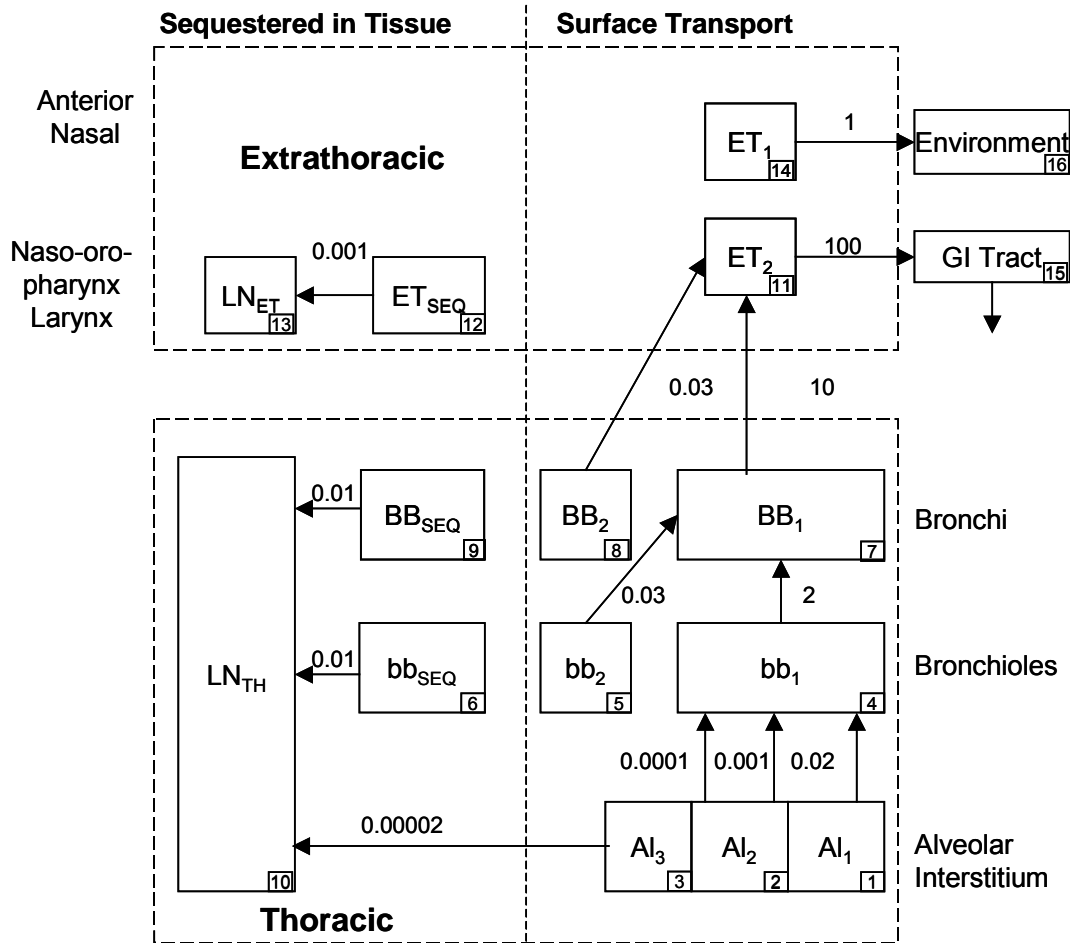 Sequestered in Tissue
Surface Transport
Anterior
Nasal
Extrathoracic
ET1
14
1
Environment
16
Naso-oro-
pharynx
Larynx
LNET
13
0.001
ETSEQ
12
ET2
11
100
GI Tract
15
0.03
10
LNTH
10
0.01
BBSEQ
9
BB2
8
BB1
7
Bronchi
0.03
2
0.01
bbSEQ
6
bb2
5
bb1
4
Bronchioles
0.0001
0.001
0.02
0.00002
AI3
3
AI2
2
AI1
1
Alveolar
Interstitium
Thoracic